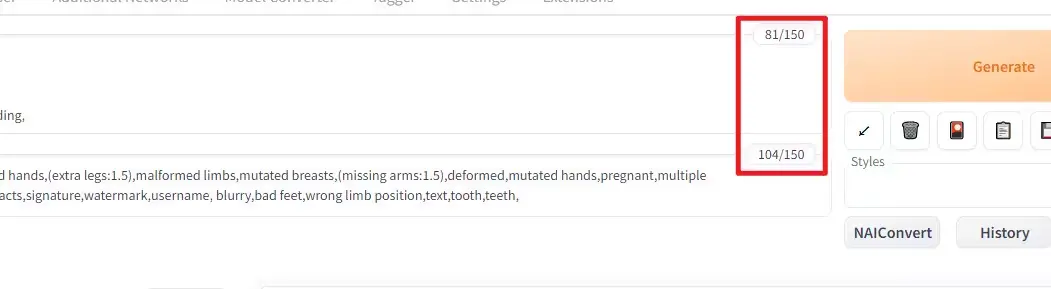 Additional Networks Model Converter Tagger Settings Extensions
81/150
Generate
ding,
104/150
d hands,(extra legs:1.5),malformed limbs,mutated breasts,(missing arms:1.5),deformed,mutated hands,pregnant,multiple
acts,signature,watermark,username, blurry,bad feet,wrong limb position,text,tooth,teeth,
Styles
NAIConvert History